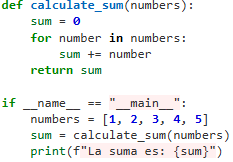 def calculate_sum(numbers):
    sum = 0
    for number in numbers:
        sum += number
    return sum

if __name__ == "__main__":
    numbers = [1, 2, 3, 4, 5]
    sum = calculate_sum(numbers)
    print(f"La suma es: {sum}")